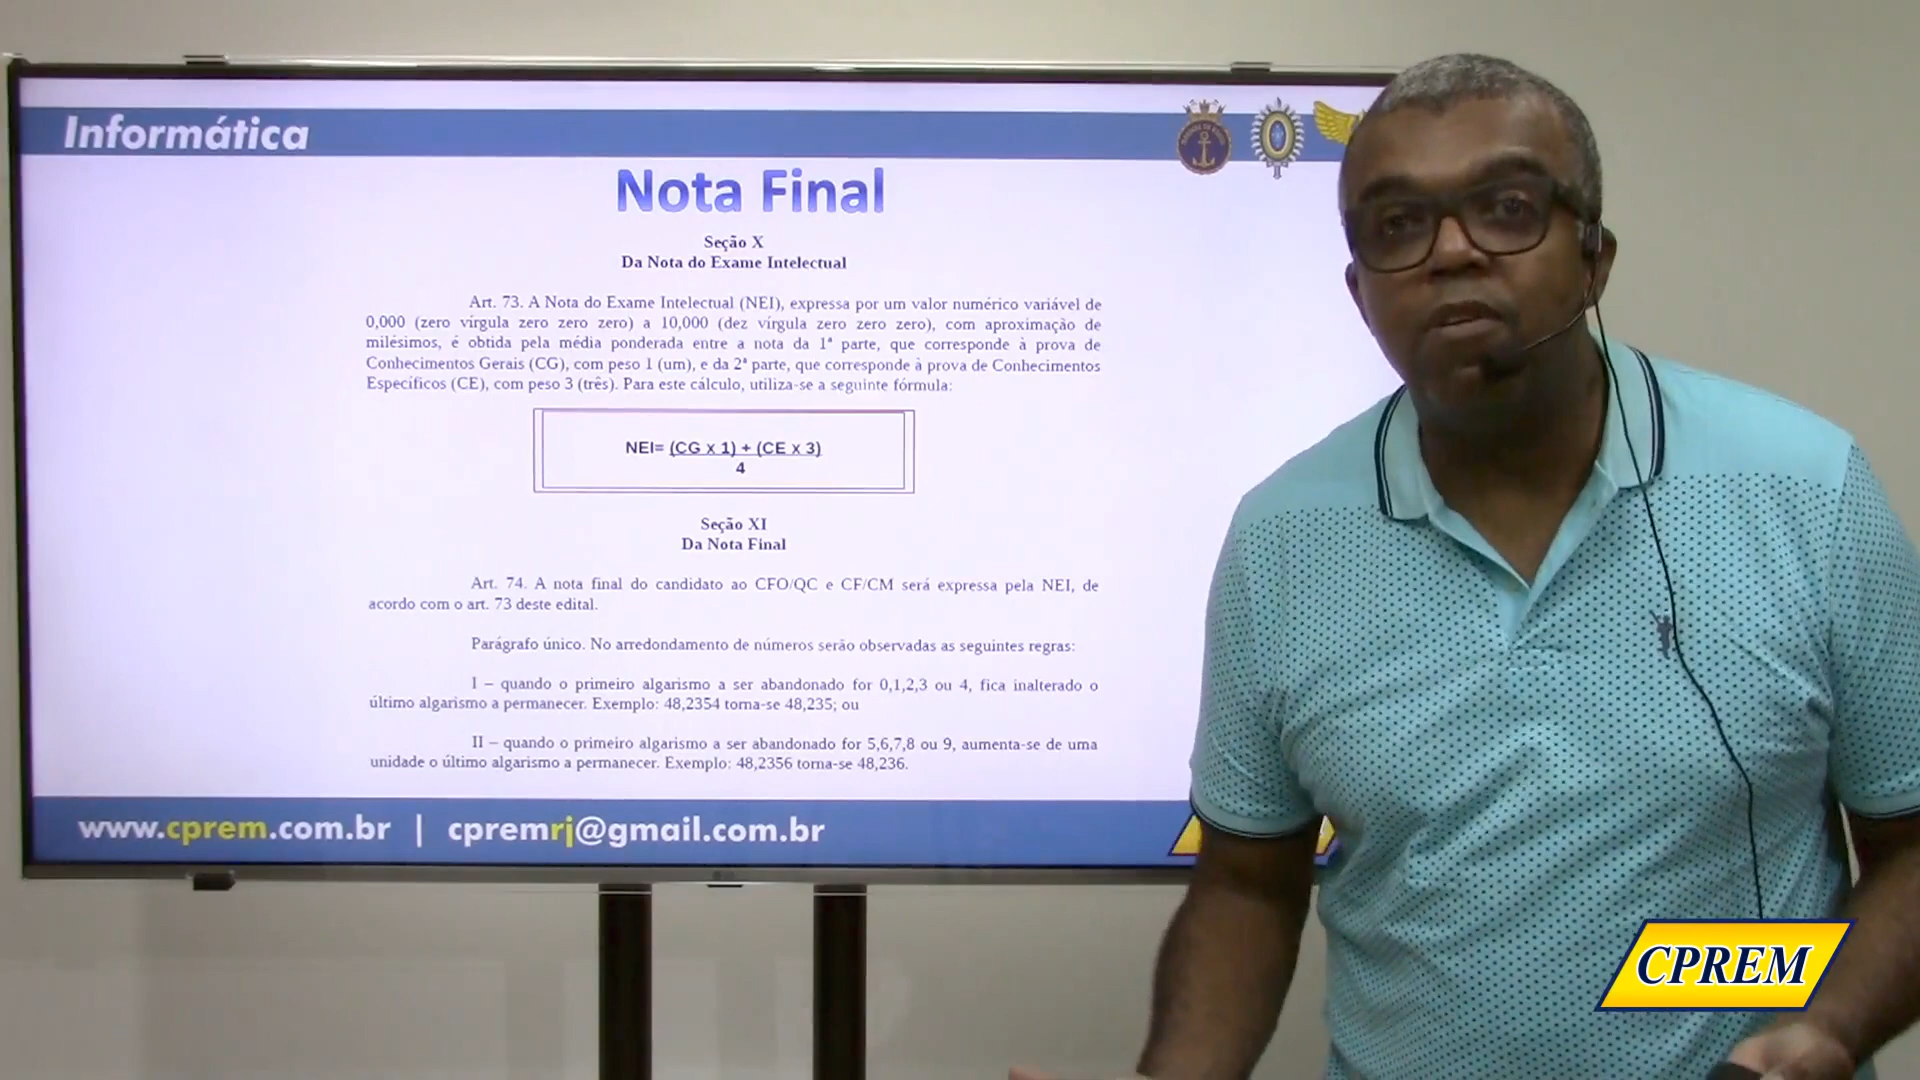 Informática
Nota Final
Seção X
Da Nota do Exame Intelectual
Art. 73. A Nota do Exame Intelectual (NEI), expressa por um valor numérico variável de
0,000 (zero vírgula zero zero zero) a 10,000 (dez vírgula zero zero zero), com aproximação de
milésimos, é obtida pela média ponderada entre a nota da 1ª parte, que corresponde à prova de
Conhecimentos Gerais (CG), com peso 1 (um), e da 2ª parte, que corresponde à prova de Conhecimentos
Específicos (CE), com peso 3 (três). Para este cálculo, utiliza-se a seguinte fórmula:
NEI= (CG x 1) + (CE x 3)
4
Seção XI
Da Nota Final
Art. 74. A nota final do candidato ao CFO/QC e CF/CM será expressa pela NEI, de
acordo com o art. 73 deste edital.
Parágrafo único. No arredondamento de números serão observadas as seguintes regras:
I – quando o primeiro algarismo a ser abandonado for 0,1,2,3 ou 4, fica inalterado o
último algarismo a permanecer. Exemplo: 48,2354 torna-se 48,235; ou
II – quando o primeiro algarismo a ser abandonado for 5,6,7,8 ou 9, aumenta-se de uma
unidade o último algarismo a permanecer. Exemplo: 48,2356 torna-se 48,236.
www.cprem.com.br | cpremrj@gmail.com.br
CPREM